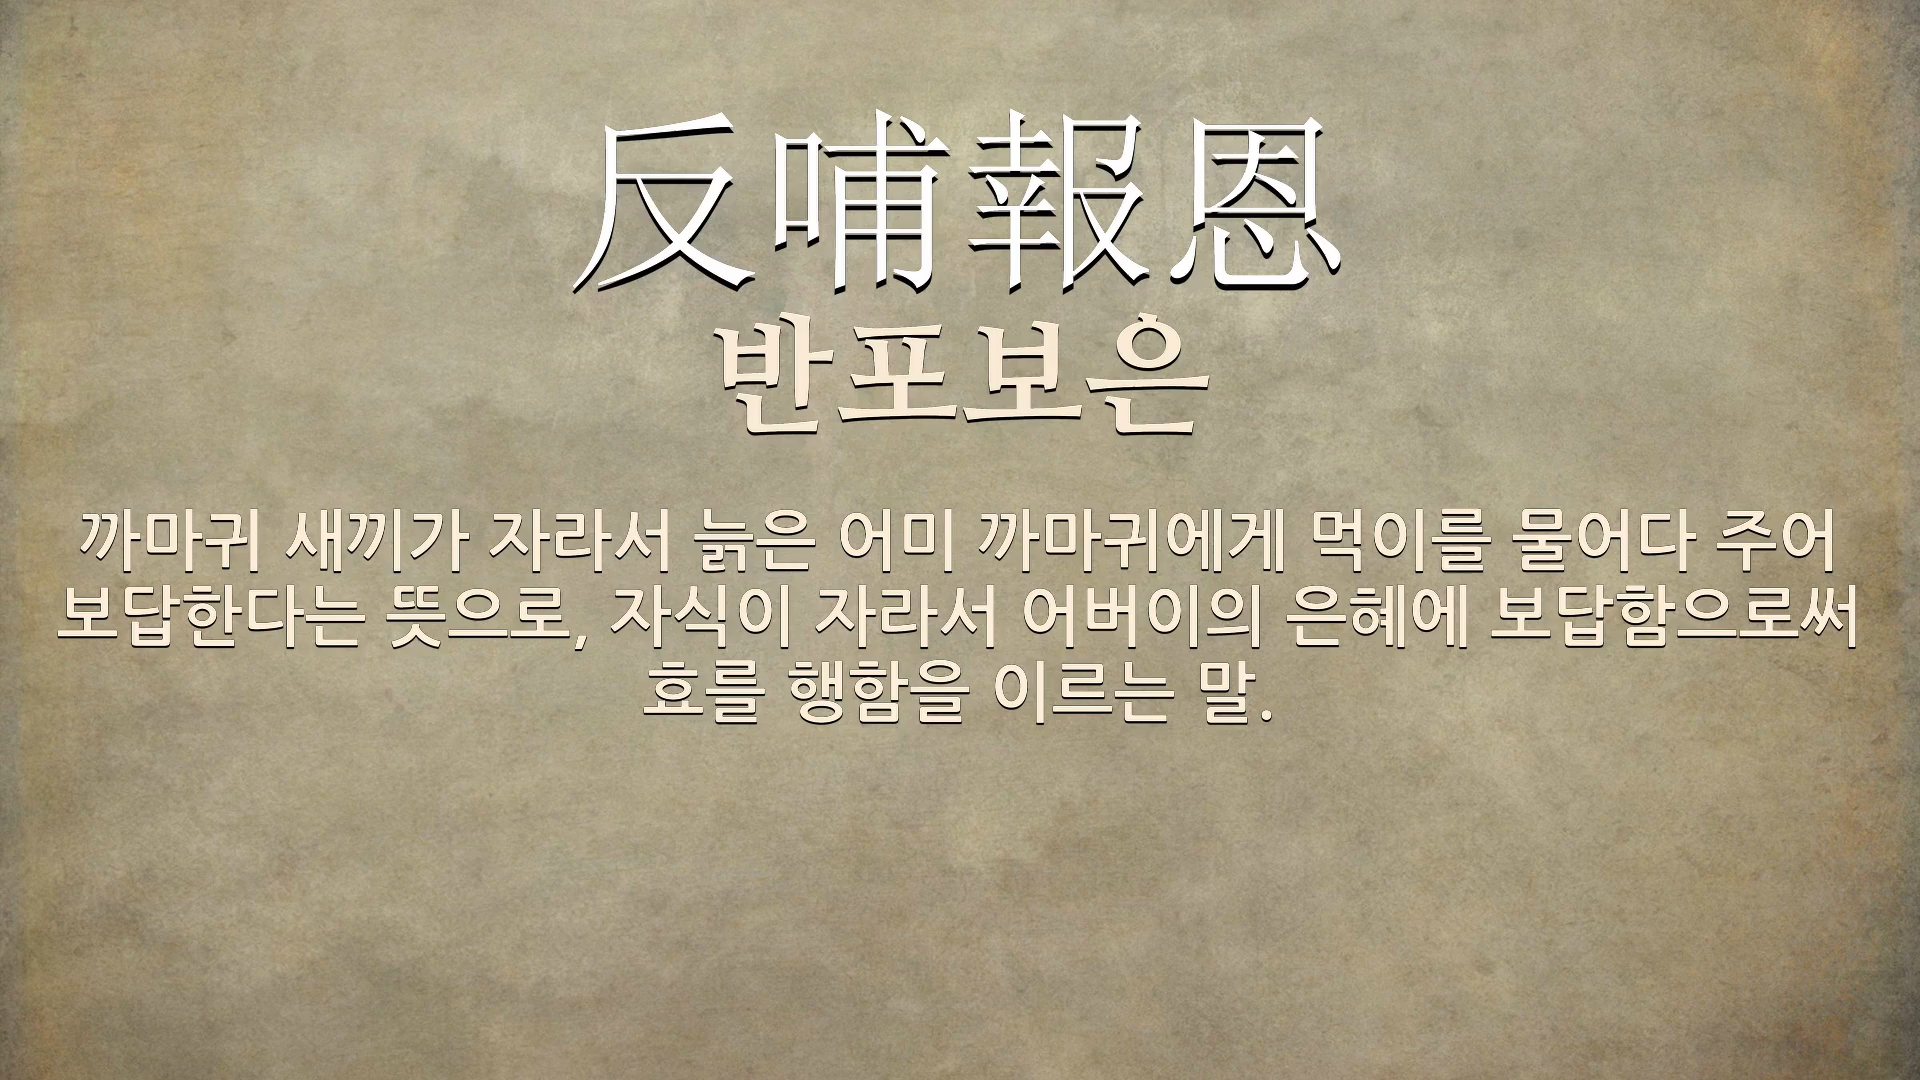 反哺報恩
반포보은
까마귀 새끼가 자라서 늙은 어미 까마귀에게 먹이를 물어다 주어
보답한다는 뜻으로, 자식이 자라서 어버이의 은혜에 보답함으로써
효를 행함을 이르는 말.